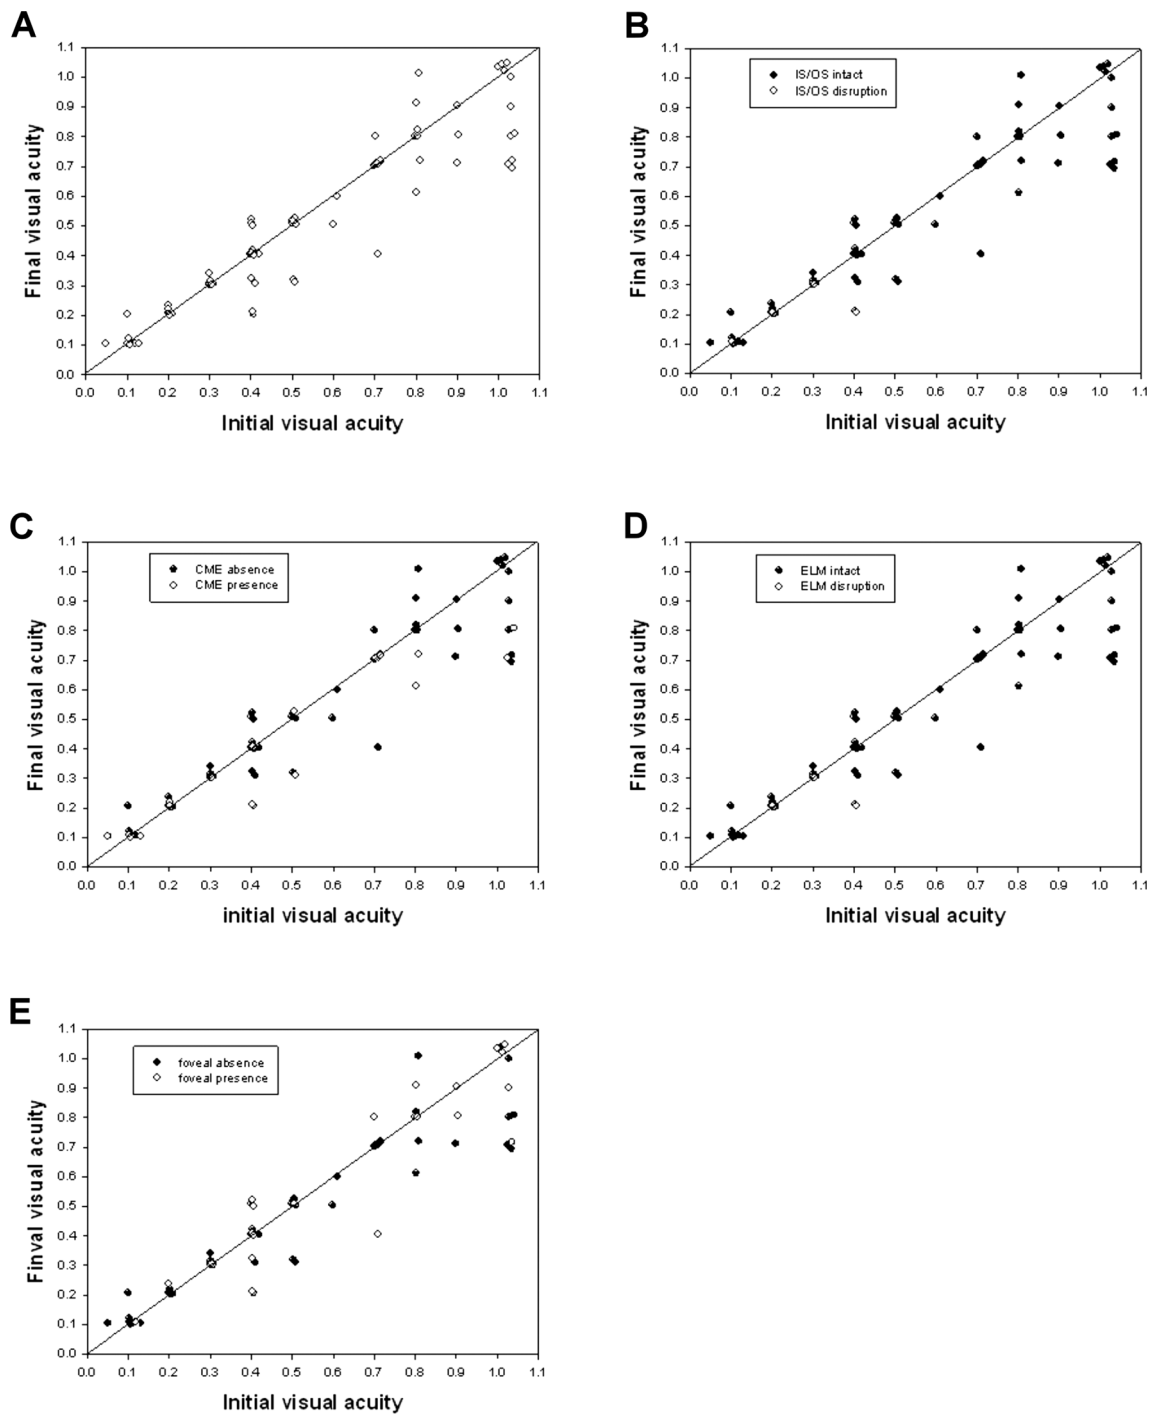 A
1.1
1.0
0.9
0.8
0.7
0.6
0.5
0.4
0.3
0.2
0.1
0.0
Final visual acuity
0.0 0.1 0.2 0.3 0.4 0.5 0.6 0.7 0.8 0.9 1.0 1.1
Initial visual acuity
B
IS/OS intact
IS/OS disruption
1.1
1.0
0.9
0.8
0.7
0.6
0.5
0.4
0.3
0.2
0.1
0.0
Final visual acuity
0.0 0.1 0.2 0.3 0.4 0.5 0.6 0.7 0.8 0.9 1.0 1.1
Initial visual acuity
C
CME absence
CME presence
1.1
1.0
0.9
0.8
0.7
0.6
0.5
0.4
0.3
0.2
0.1
0.0
Final visual acuity
0.0 0.1 0.2 0.3 0.4 0.5 0.6 0.7 0.8 0.9 1.0 1.1
initial visual acuity
D
ELM intact
ELM disruption
1.1
1.0
0.9
0.8
0.7
0.6
0.5
0.4
0.3
0.2
0.1
0.0
Final visual acuity
0.0 0.1 0.2 0.3 0.4 0.5 0.6 0.7 0.8 0.9 1.0 1.1
Initial visual acuity
E
foveal absence
foveal presence
1.1
1.0
0.9
0.8
0.7
0.6
0.5
0.4
0.3
0.2
0.1
0.0
Finval visual acuity
0.0 0.1 0.2 0.3 0.4 0.5 0.6 0.7 0.8 0.9 1.0 1.1
Initial visual acuity